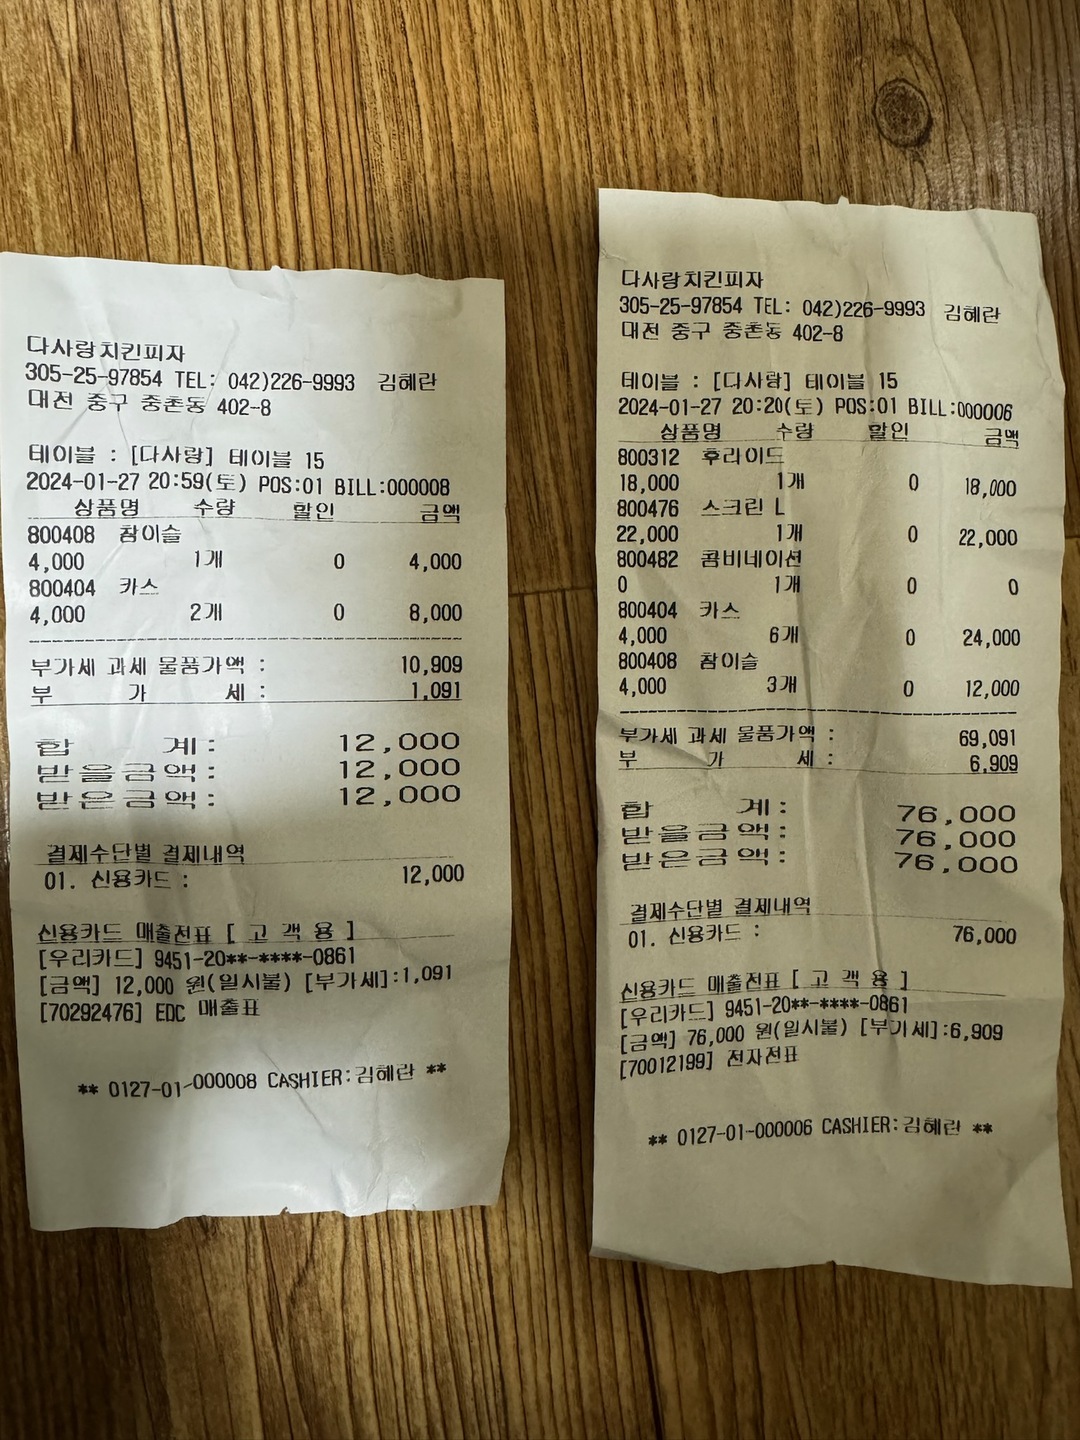 다사랑치킨피자
305-25-97854 TEL: 042)226-9993 김혜란
대전 중구 중촌동 402-8
테이블 : [다사랑] 테이블 15
2024-01-27 20:59(토) POS:01 BILL:000008
상품명 수량 할인 금액
800408 참이슬
4,000 1개 0 4,000
800404 카스
4,000 2개 0 8,000
부가세 과세 물품가액 : 10,909
부 가 세 : 1,091
합 계 : 12,000
받을금액 : 12,000
받은금액 : 12,000
결제수단별 결제내역
01. 신용카드 : 12,000
신용카드 매출전표 [ 고 객 용 ]
[우리카드] 9451-20**-****-0861
[금액] 12,000 원(일시불) [부가세]:1,091
[70292476] EDC 매출표
** 0127-01-000008 CASHIER:김혜란 **
다사랑치킨피자
305-25-97854 TEL: 042)226-9993 김혜란
대전 중구 중촌동 402-8
테이블 : [다사랑] 테이블 15
2024-01-27 20:20(토) POS:01 BILL:000006
상품명 수량 할인 금액
800312 후라이드
18,000 1개 0 18,000
800476 스크린 L
22,000 1개 0 22,000
800482 콤비네이션
0 1개 0 0
800404 카스
4,000 6개 0 24,000
800408 참이슬
4,000 3개 0 12,000
부가세 과세 물품가액 : 69,091
부 가 세 : 6,909
합 계 : 76,000
받을금액 : 76,000
받은금액 : 76,000
결제수단별 결제내역
01. 신용카드 : 76,000
신용카드 매출전표 [ 고 객 용 ]
[우리카드] 9451-20**-****-0861
[금액] 76,000 원(일시불) [부가세]:6,909
[70012199] 전자전표
** 0127-01-000006 CASHIER:김혜란 **